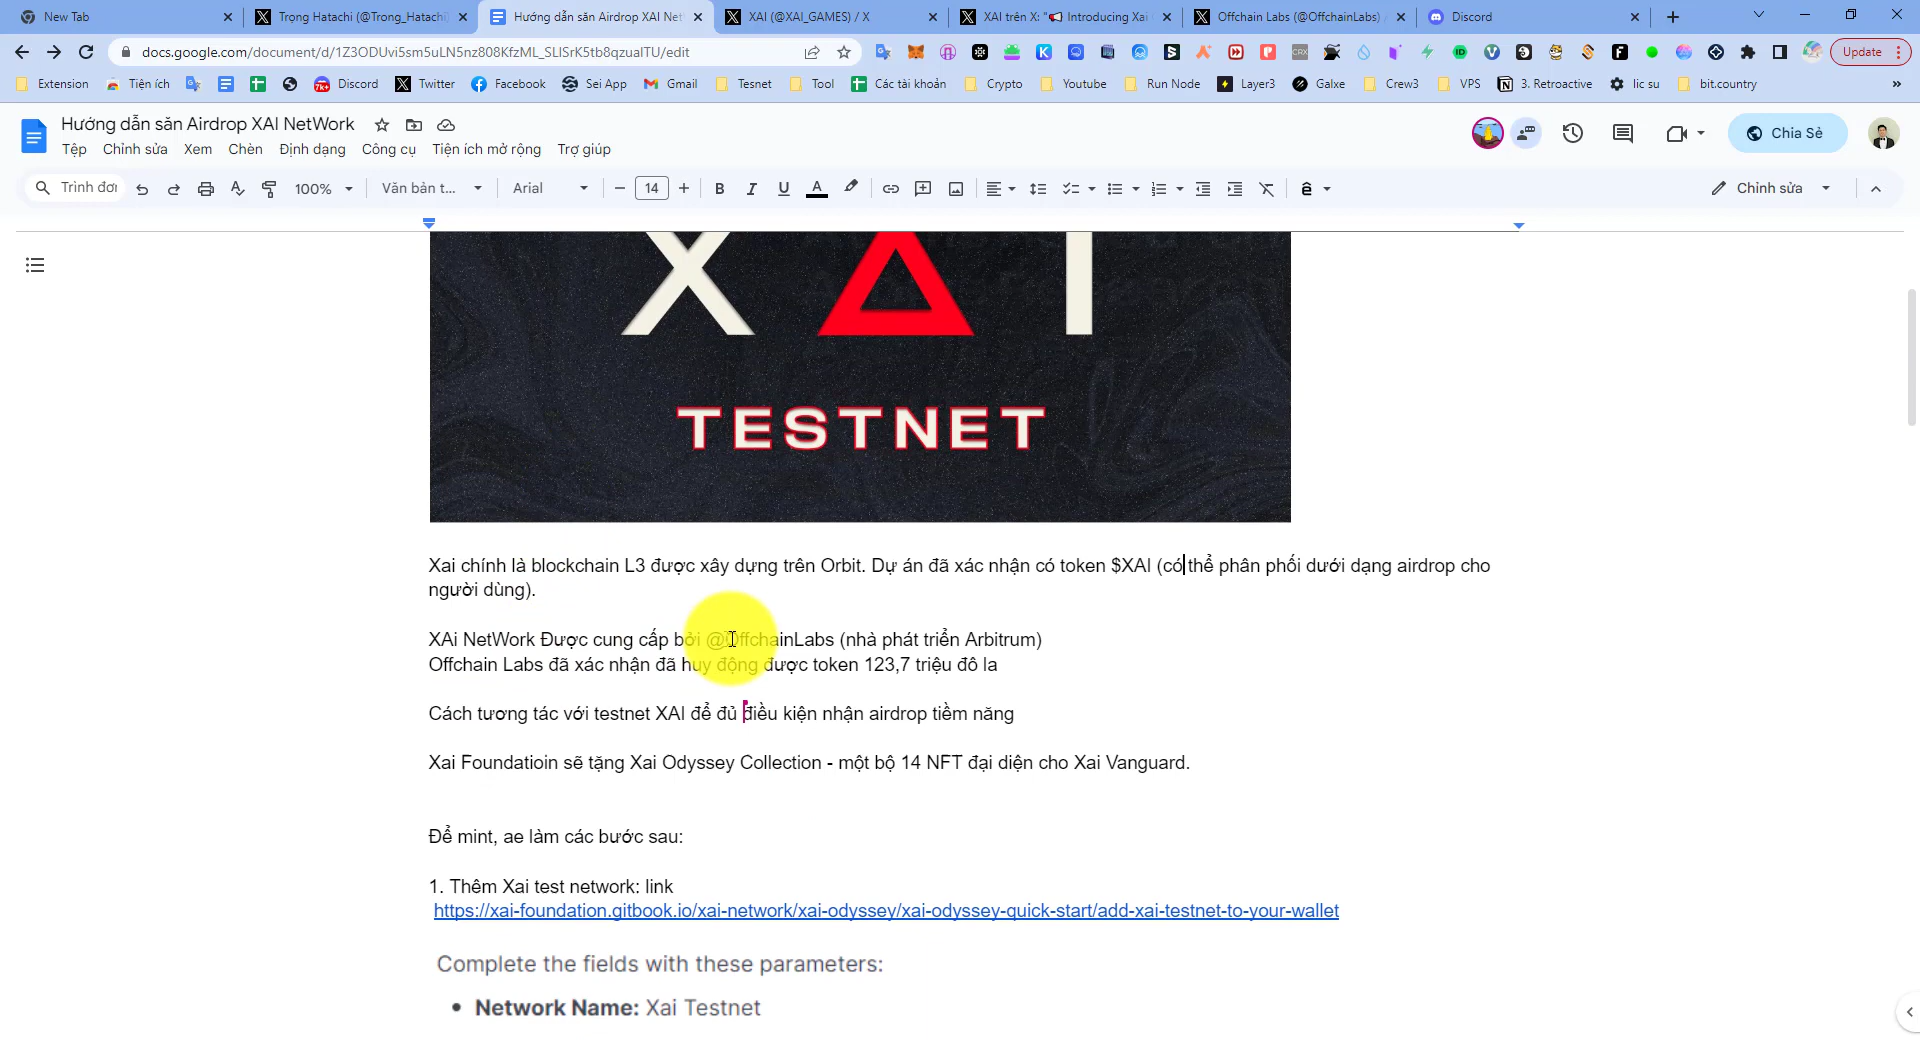 New Tab
Trọng Hatachi (@Trong_Hatachi
Hướng dẫn săn Airdrop XAI Net
XAI (@XAI_GAMES) / X
XAI trên X: "📢 Introducing Xai
Offchain Labs (@OffchainLabs) /
Discord
docs.google.com/document/d/1Z3ODUvi5sm5uLN5nz808KfzML_SLlSrK5tb8qzualTU/edit
Update
Extension
Tiện ích
Discord
Twitter
Facebook
Sei App
Gmail
Tesnet
Tool
Các tài khoản
Crypto
Youtube
Run Node
Layer3
Galxe
Crew3
VPS
3. Retroactive
lic su
bit.country
Hướng dẫn săn Airdrop XAI NetWork
Tệp Chỉnh sửa Xem Chèn Định dạng Công cụ Tiện ích mở rộng Trợ giúp
Chia Sẻ
Trình đơn
100%
Văn bản t...
Arial
14
Chỉnh sửa
XAI
TESTNET
Xai chính là blockchain L3 được xây dựng trên Orbit. Dự án đã xác nhận có token $XAI (có thể phân phối dưới dạng airdrop cho
người dùng).
XAi NetWork Được cung cấp bởi @OffchainLabs (nhà phát triển Arbitrum)
Offchain Labs đã xác nhận đã huy động được token 123,7 triệu đô la
Cách tương tác với testnet XAI để đủ điều kiện nhận airdrop tiềm năng
Xai Foundatioin sẽ tặng Xai Odyssey Collection - một bộ 14 NFT đại diện cho Xai Vanguard.
Để mint, ae làm các bước sau:
1. Thêm Xai test network: link
https://xai-foundation.gitbook.io/xai-network/xai-odyssey/xai-odyssey-quick-start/add-xai-testnet-to-your-wallet
Complete the fields with these parameters:
• Network Name: Xai Testnet